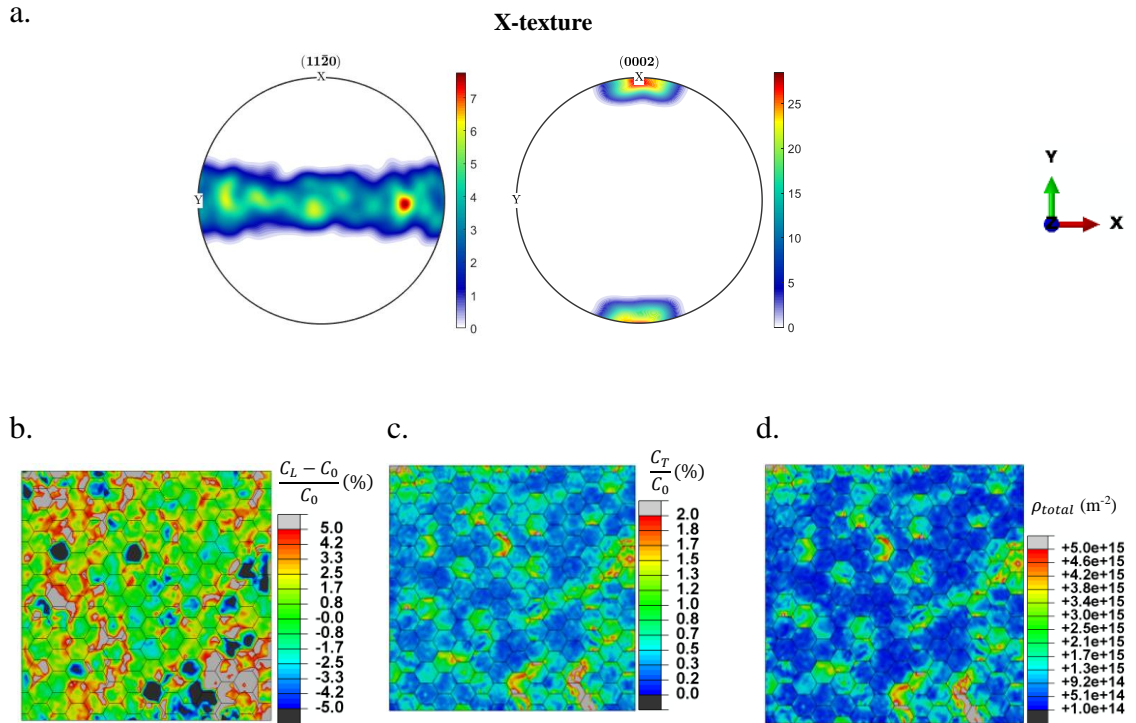 a.
X-texture
(112̄0)
X
Y
7
6
5
4
3
2
1
0
(0002)
X
Y
25
20
15
10
5
0
Y
Z
X
b.
(C_L − C_0)/C_0 (%)
5.0
4.2
3.3
2.5
1.7
0.8
-0.0
-0.8
-1.7
-2.5
-3.3
-4.2
-5.0
c.
C_T/C_0 (%)
2.0
1.8
1.7
1.5
1.3
1.2
1.0
0.8
0.7
0.5
0.3
0.2
0.0
d.
ρ_total (m⁻²)
+5.0e+15
+4.6e+15
+4.2e+15
+3.8e+15
+3.4e+15
+3.0e+15
+2.5e+15
+2.1e+15
+1.7e+15
+1.3e+15
+9.2e+14
+5.1e+14
+1.0e+14